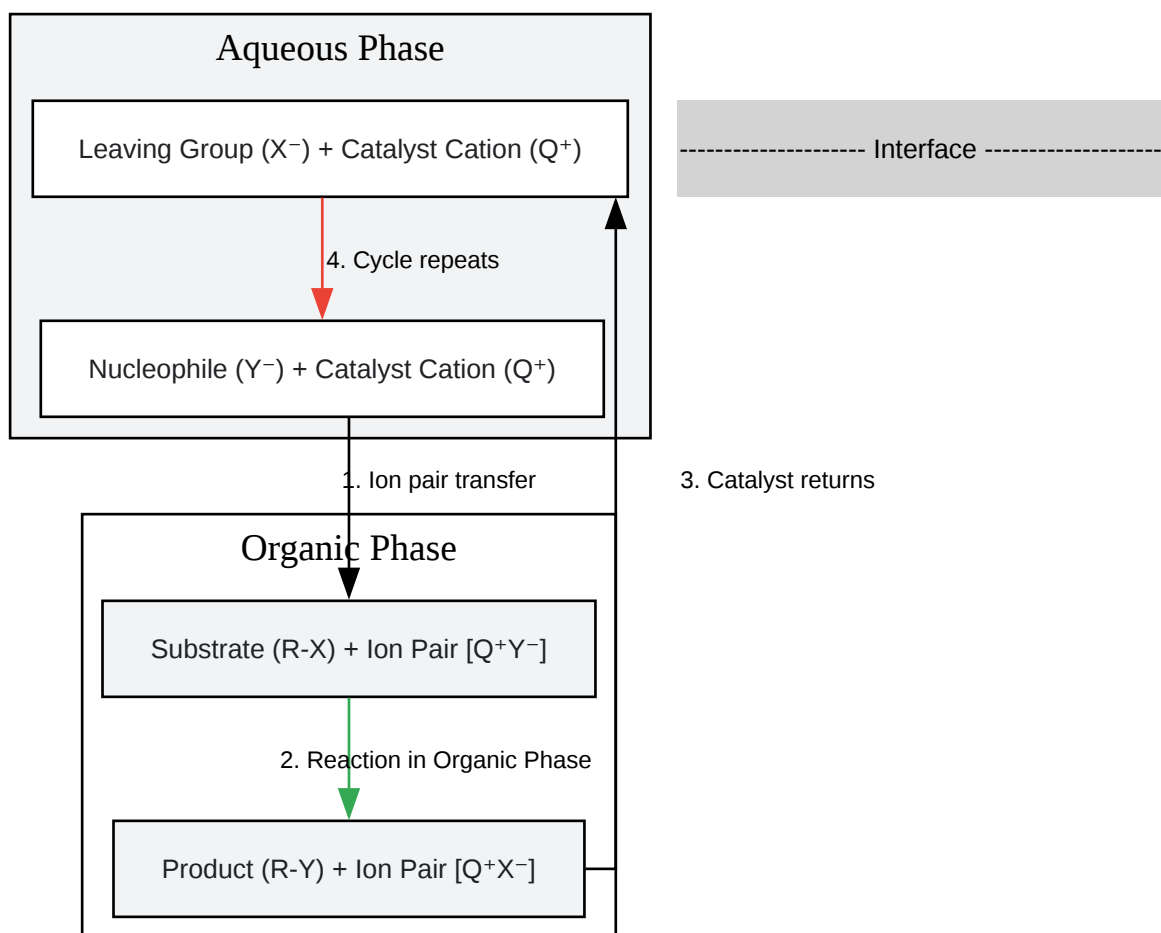 Aqueous Phase
Leaving Group (X⁻) + Catalyst Cation (Q⁺)
--------------------- Interface ---------------------
4. Cycle repeats
Nucleophile (Y⁻) + Catalyst Cation (Q⁺)
1. Ion pair transfer
3. Catalyst returns
Organic Phase
Substrate (R-X) + Ion Pair [Q⁺Y⁻]
2. Reaction in Organic Phase
Product (R-Y) + Ion Pair [Q⁺X⁻]